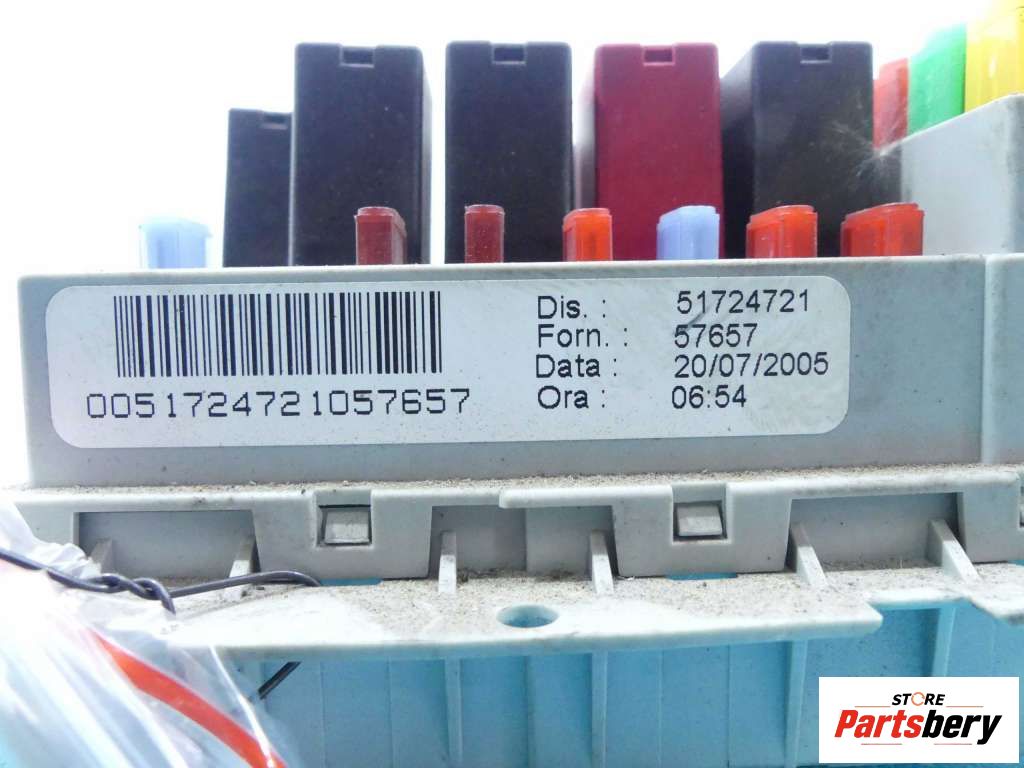 Dis. : 51724721
Forn. : 57657
Data : 20/07/2005
Ora : 06:54
0051724721057657
STORE
Partsbery